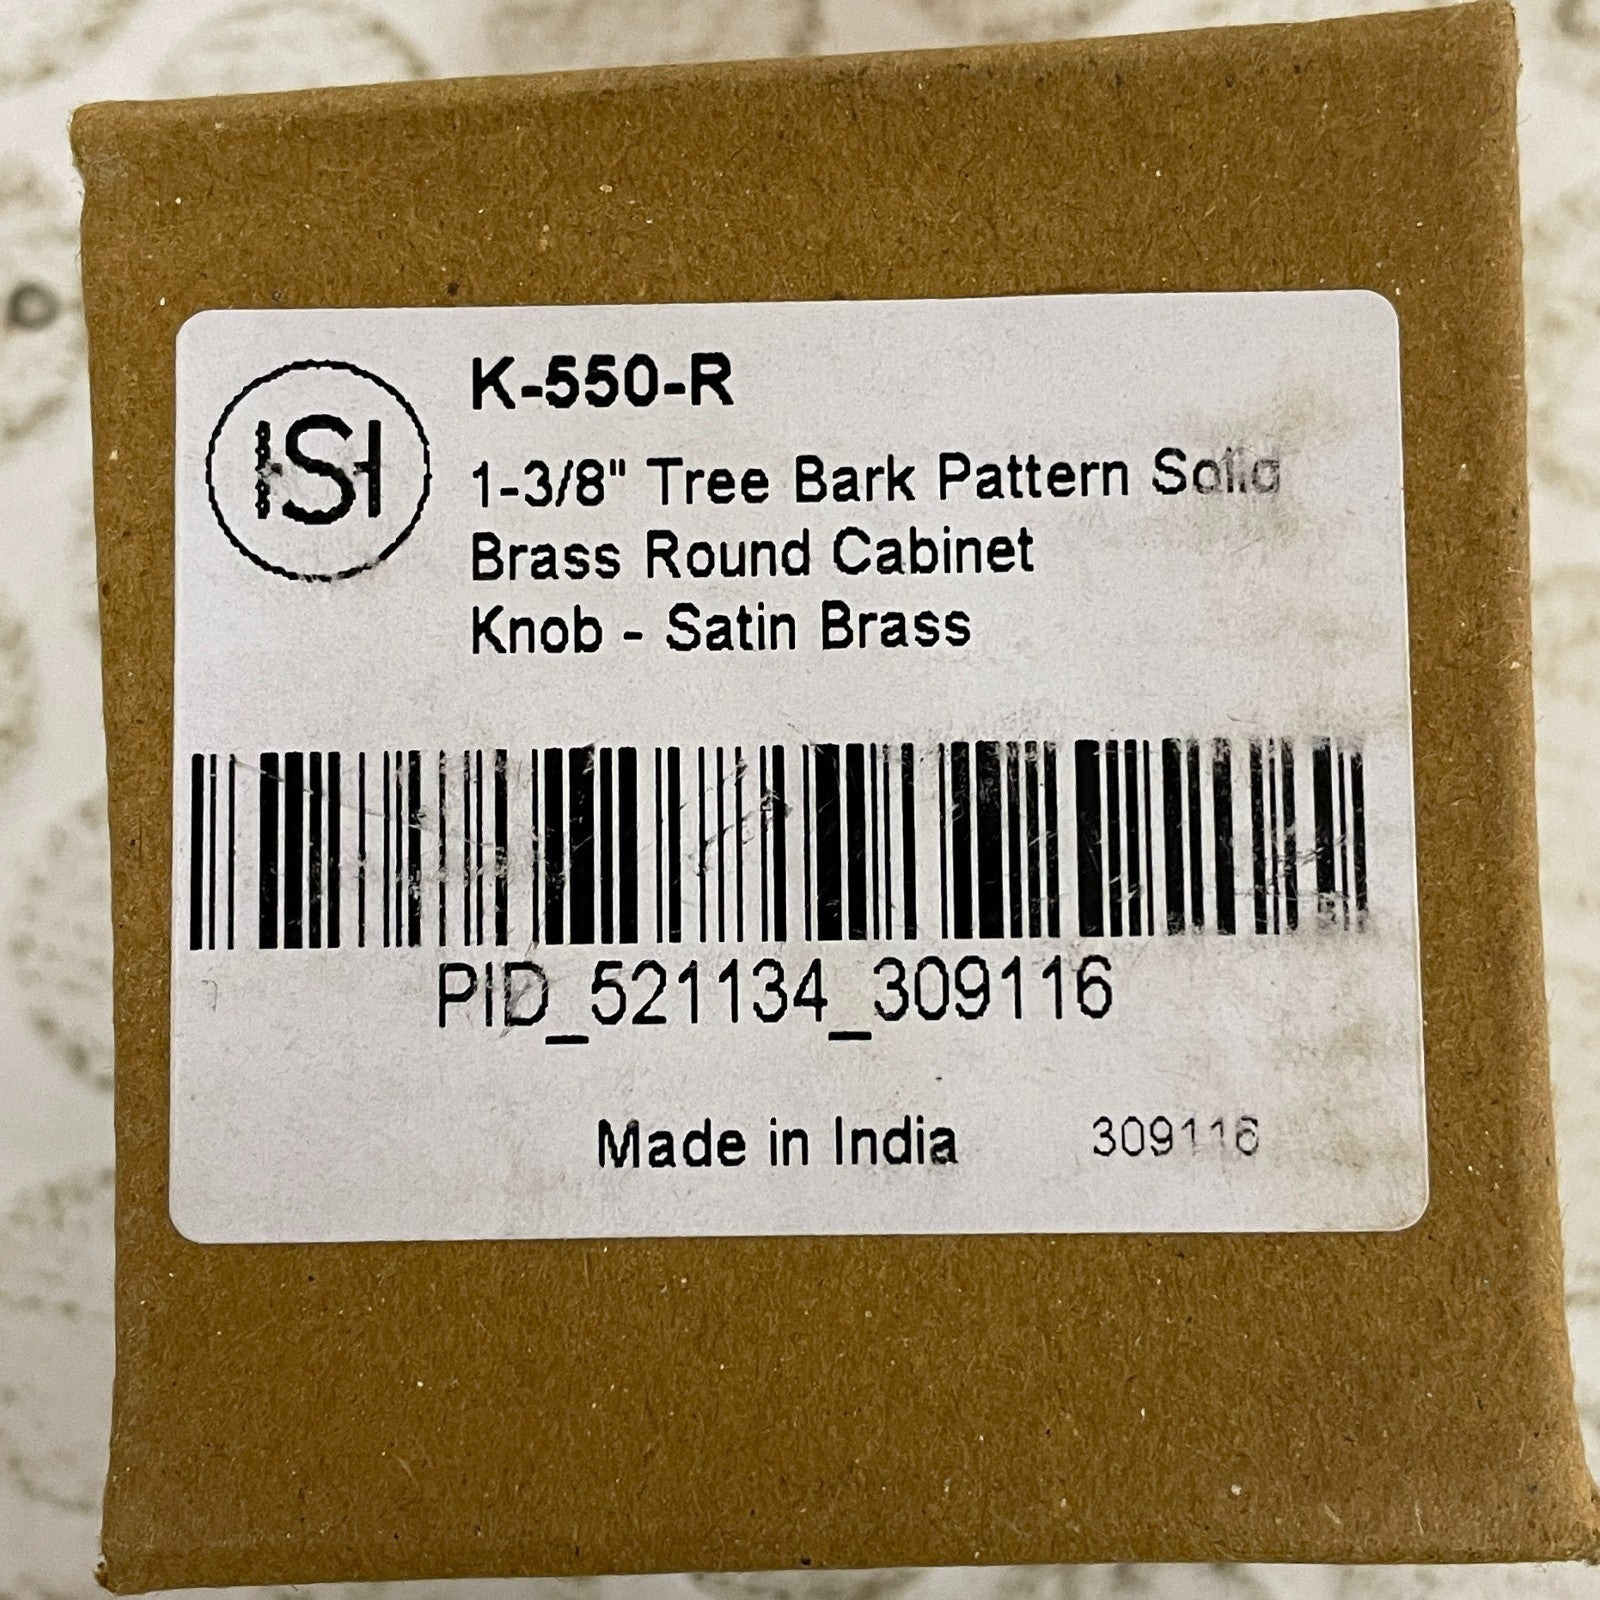 HSH
K-550-R
1-3/8" Tree Bark Pattern Solid
Brass Round Cabinet
Knob - Satin Brass
PID_521134_309116
Made in India 309116